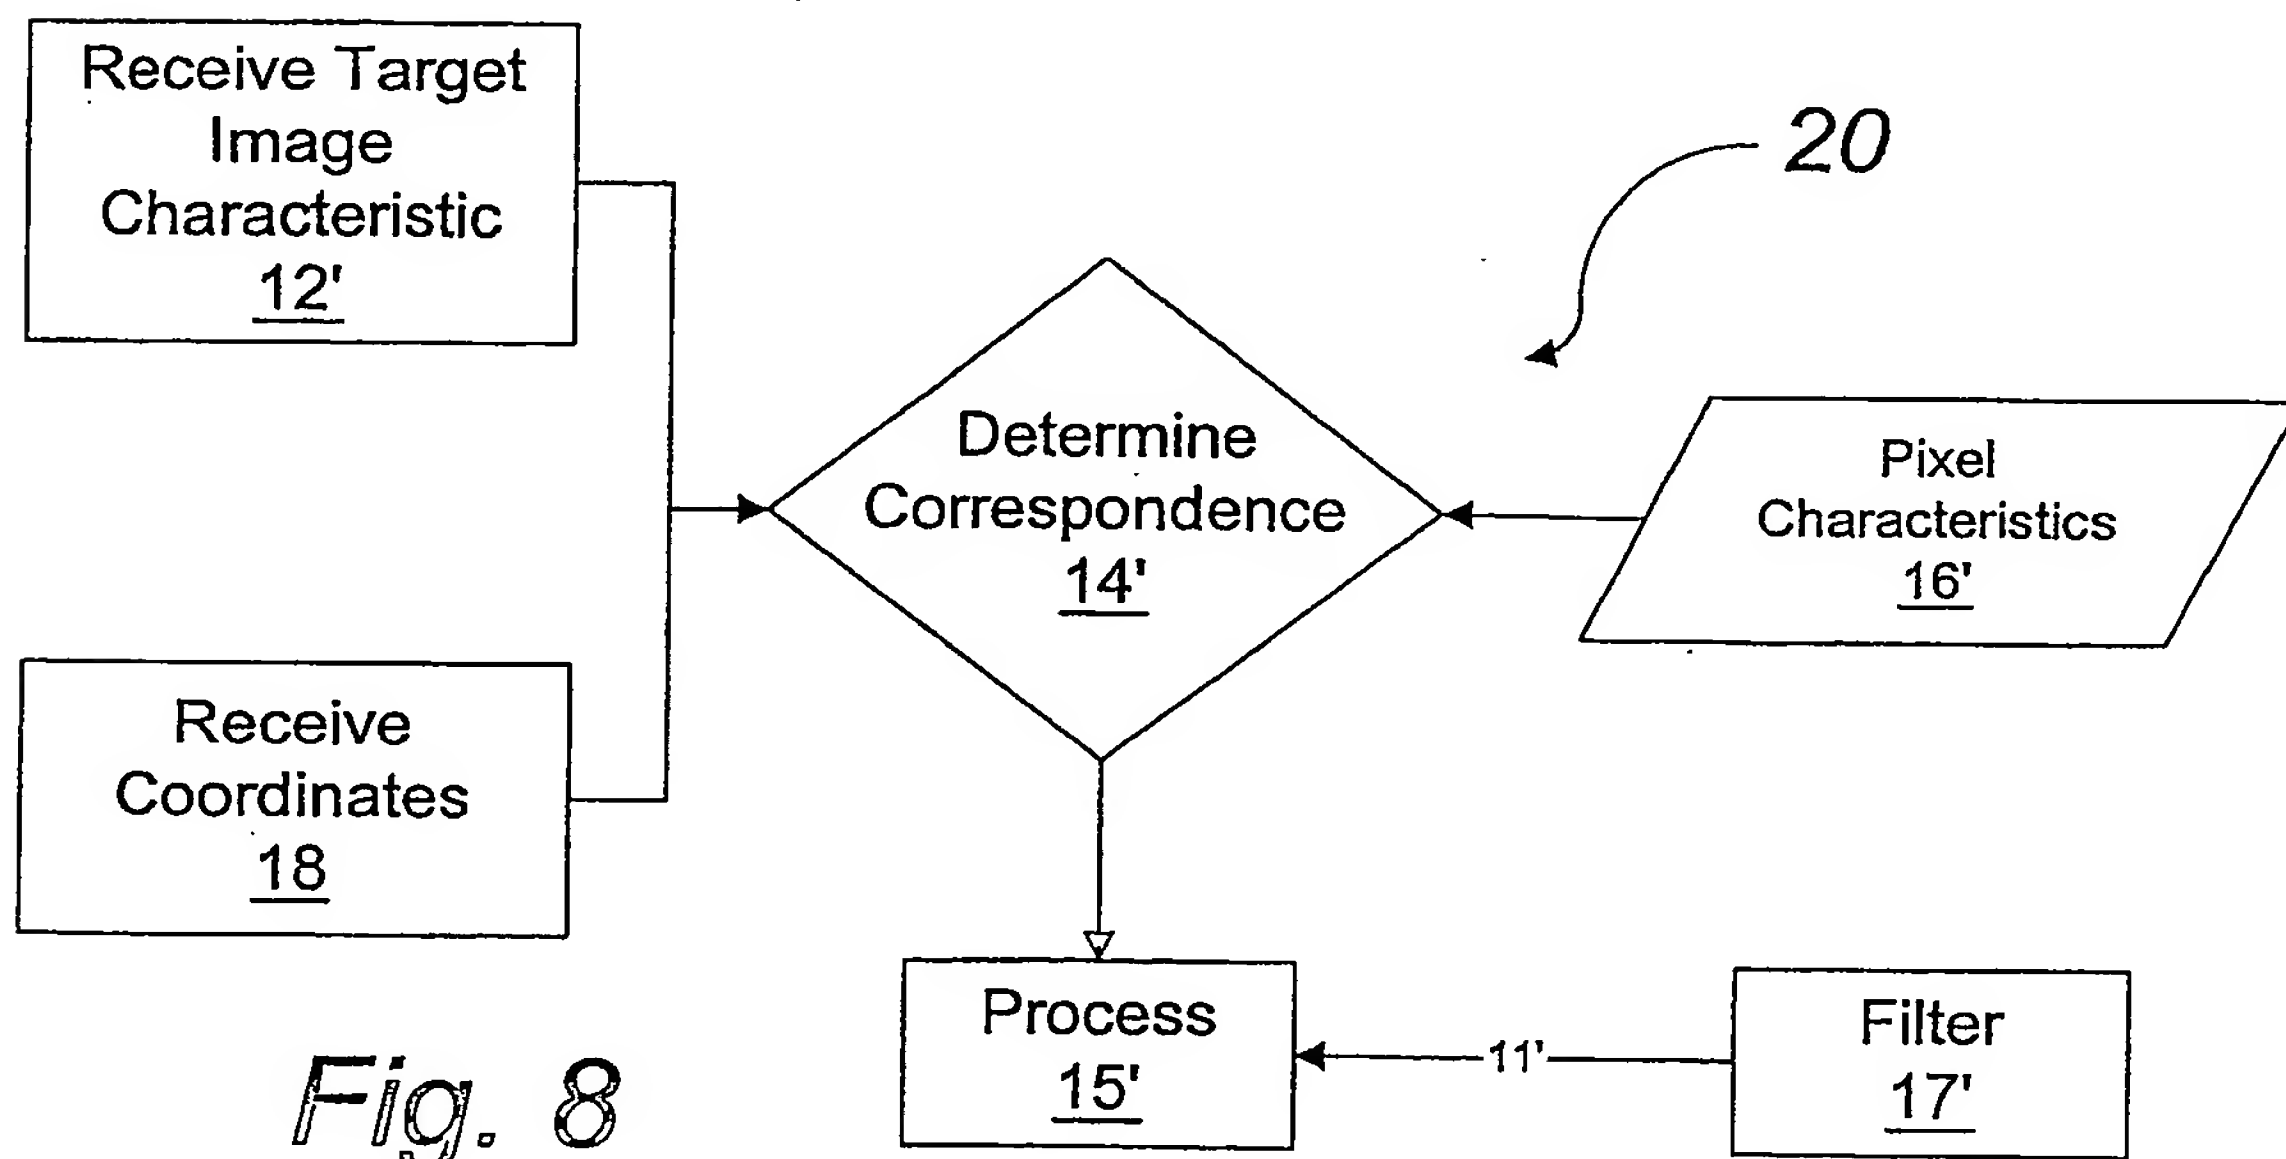 Receive Target
Image
Characteristic
12'
20
Determine
Correspondence
14'
Pixel
Characteristics
16'
Receive
Coordinates
18
Process
15'
11'
Filter
17'
Fig. 8